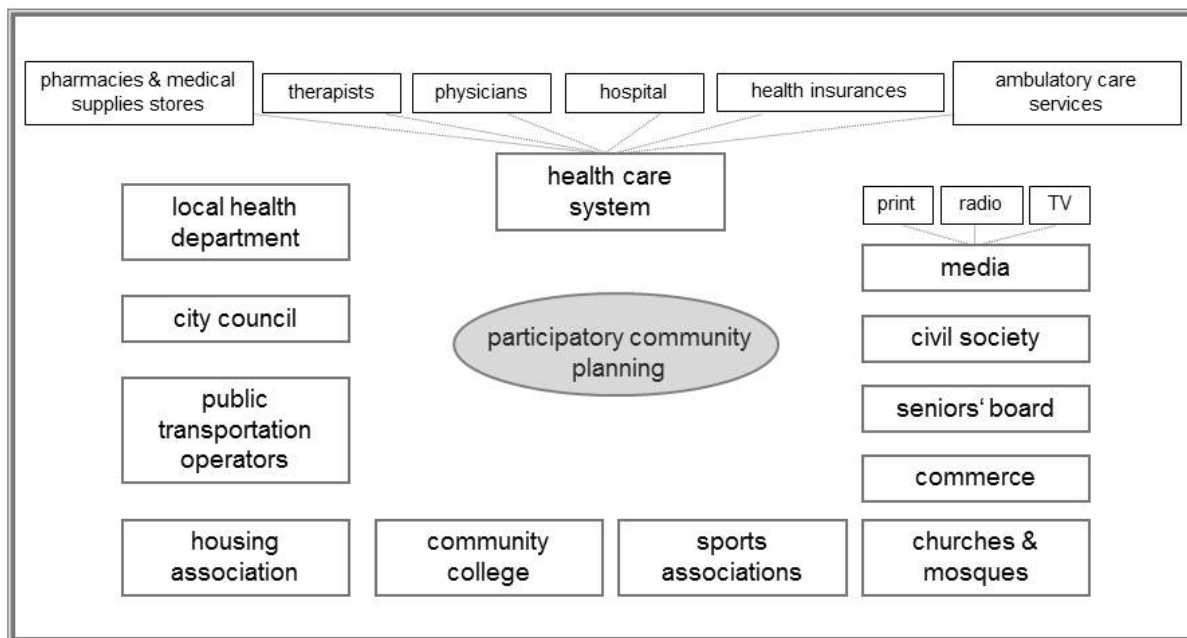 pharmacies & medical
supplies stores
therapists
physicians
hospital
health insurances
ambulatory care
services
health care
system
local health
department
print
radio
TV
media
city council
participatory community
planning
civil society
public
transportation
operators
seniors‘ board
commerce
housing
association
community
college
sports
associations
churches &
mosques